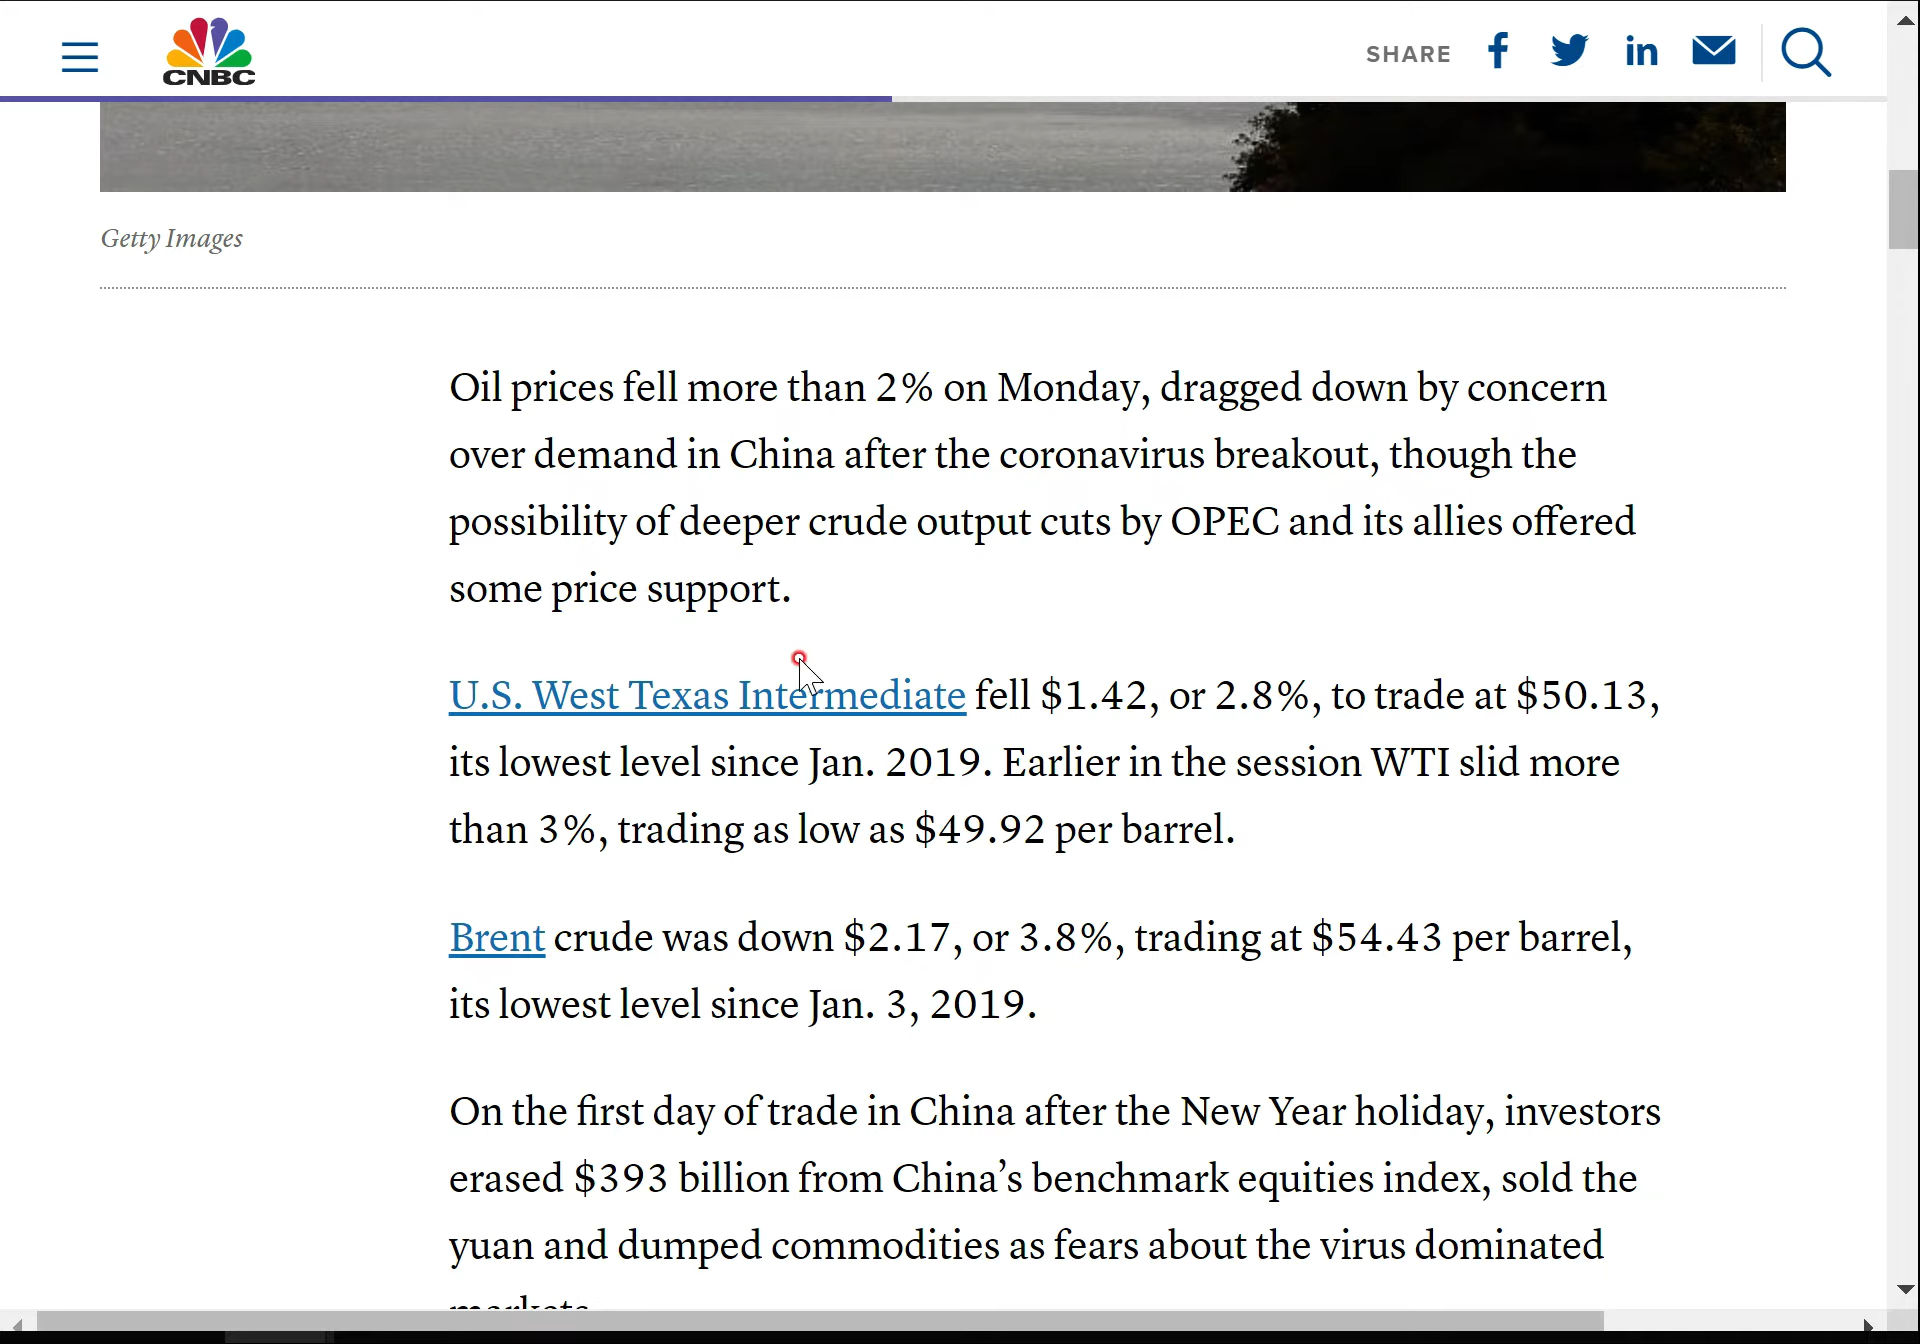 CNBC
SHARE
Getty Images
Oil prices fell more than 2% on Monday, dragged down by concern
over demand in China after the coronavirus breakout, though the
possibility of deeper crude output cuts by OPEC and its allies offered
some price support.
U.S. West Texas Intermediate fell $1.42, or 2.8%, to trade at $50.13,
its lowest level since Jan. 2019. Earlier in the session WTI slid more
than 3%, trading as low as $49.92 per barrel.
Brent crude was down $2.17, or 3.8%, trading at $54.43 per barrel,
its lowest level since Jan. 3, 2019.
On the first day of trade in China after the New Year holiday, investors
erased $393 billion from China’s benchmark equities index, sold the
yuan and dumped commodities as fears about the virus dominated
markets.